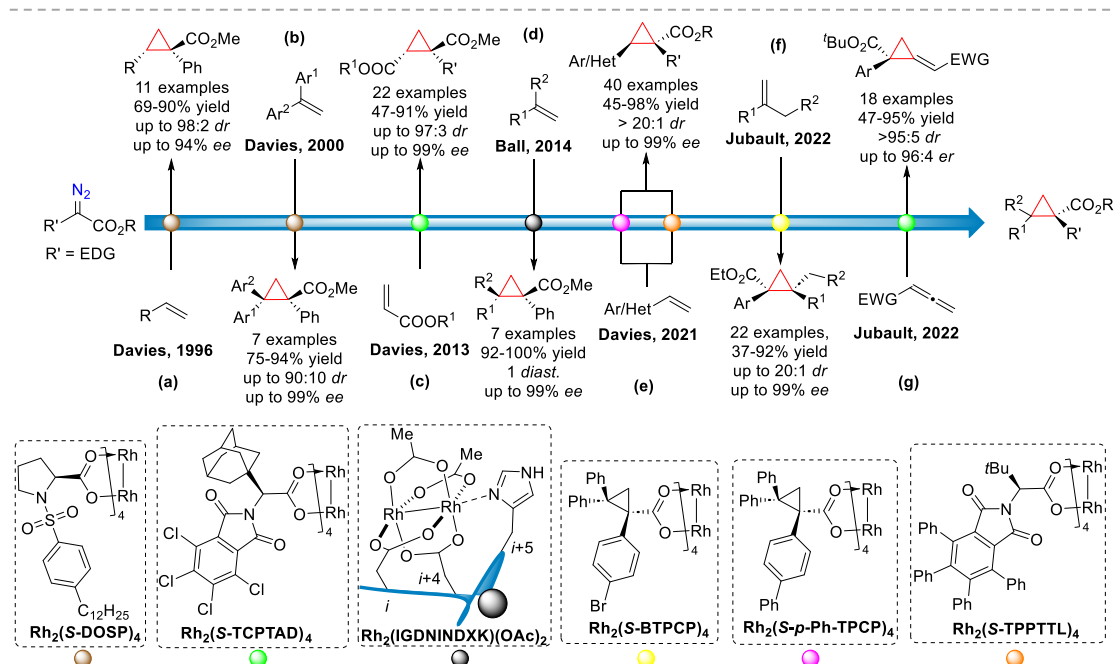 (b)
(d)
(f)
CO2Me
R
Ph
11 examples
69-90% yield
up to 98:2 dr
up to 94% ee
Ar1
Ar2
Davies, 2000
CO2Me
R1OOC
R'
22 examples
47-91% yield
up to 97:3 dr
up to 99% ee
R2
R1
Ball, 2014
CO2R
Ar/Het
R'
40 examples
45-98% yield
> 20:1 dr
up to 99% ee
R1
R2
Jubault, 2022
tBuO2C
Ar
EWG
18 examples
47-95% yield
>95:5 dr
up to 96:4 er
N2
R'
CO2R
R' = EDG
R2
R1
CO2R
R'
R
Davies, 1996
(a)
Ar2
Ar1
CO2Me
Ph
7 examples
75-94% yield
up to 90:10 dr
up to 99% ee
COOR1
Davies, 2013
(c)
R2
R1
CO2Me
Ph
7 examples
92-100% yield
1 diast.
up to 99% ee
Ar/Het
Davies, 2021
(e)
EtO2C
Ar
R2
R1
22 examples,
37-92% yield
up to 20:1 dr
up to 99% ee
EWG
Jubault, 2022
(g)
N
O
O
Rh
Rh
4
O
S
O
C12H25
Rh2(S-DOSP)4
O
O
Rh
Rh
4
N
O
O
Cl
Cl
Cl
Cl
Rh2(S-TCPTAD)4
Me
O
O
Me
O
O
NH
N
Rh
Rh
O
O
O
O
i+5
i+4
i
Rh2(IGDNINDXK)(OAc)2
Ph
Ph
O
O
Rh
Rh
4
Br
Rh2(S-BTPCP)4
Ph
Ph
O
O
Rh
Rh
4
Ph
Rh2(S-p-Ph-TPCP)4
tBu
O
O
Rh
Rh
4
O
N
O
Ph
Ph
Ph
Ph
Rh2(S-TPPTTL)4